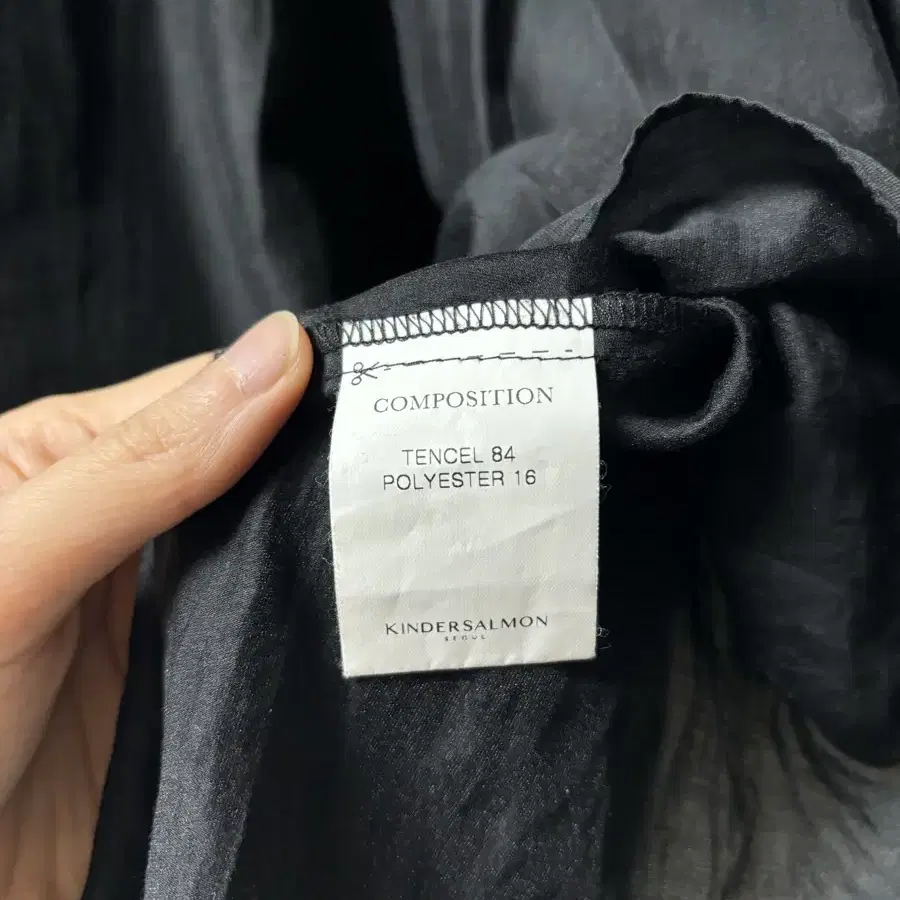 COMPOSITION
TENCEL 84
POLYESTER 16
KINDERSALMON
SEOUL